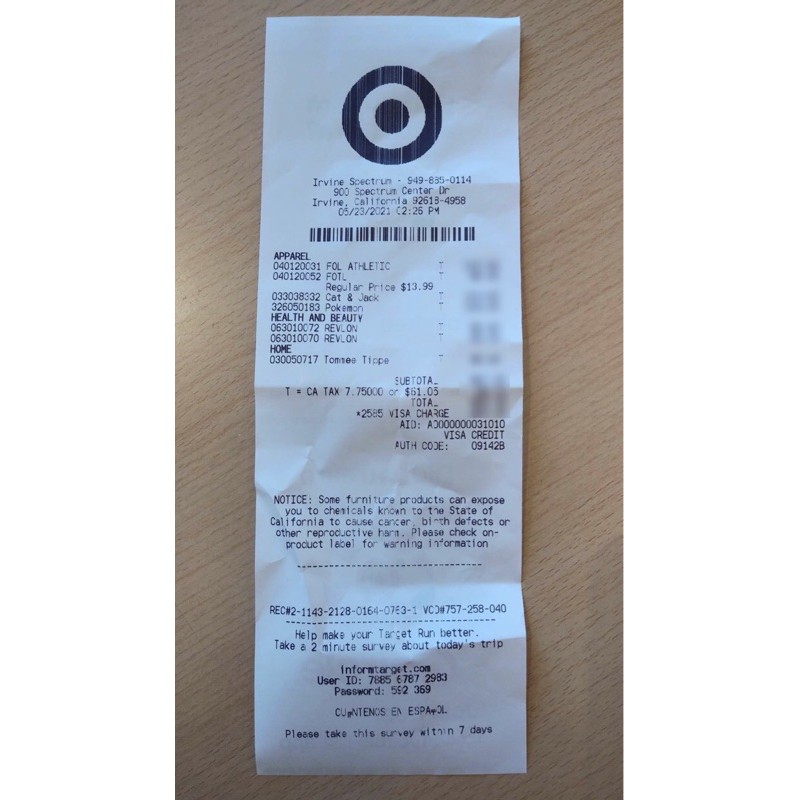 Irvine Spectrum - 949-885-0114
900 Spectrum Center Dr
Irvine, California 92618-4958
05/23/2021 02:26 PM
APPAREL
040120031 FOL ATHLETIC T
040120052 FOTL T
Regular Price $13.99
033038332 Cat & Jack T
326050183 Pokemon T
HEALTH AND BEAUTY
063010072 REVLON T
063010070 REVLON T
HOME
030050717 Tommee Tippe T
SUBTOTAL
T = CA TAX 7.75000 on $61.05
TOTAL
*2585 VISA CHARGE
AID: A0000000031010
VISA CREDIT
AUTH CODE: 09142B
NOTICE: Some furniture products can expose
you to chemicals known to the State of
California to cause cancer, birth defects or
other reproductive harm. Please check on-
product label for warning information
REC#2-1143-2128-0164-0763-1 VCD#757-258-040
Help make your Target Run better.
Take a 2 minute survey about today's trip
informtarget.com
User ID: 7885 6787 2983
Password: 592 369
EN
Please take this survey within 7 days